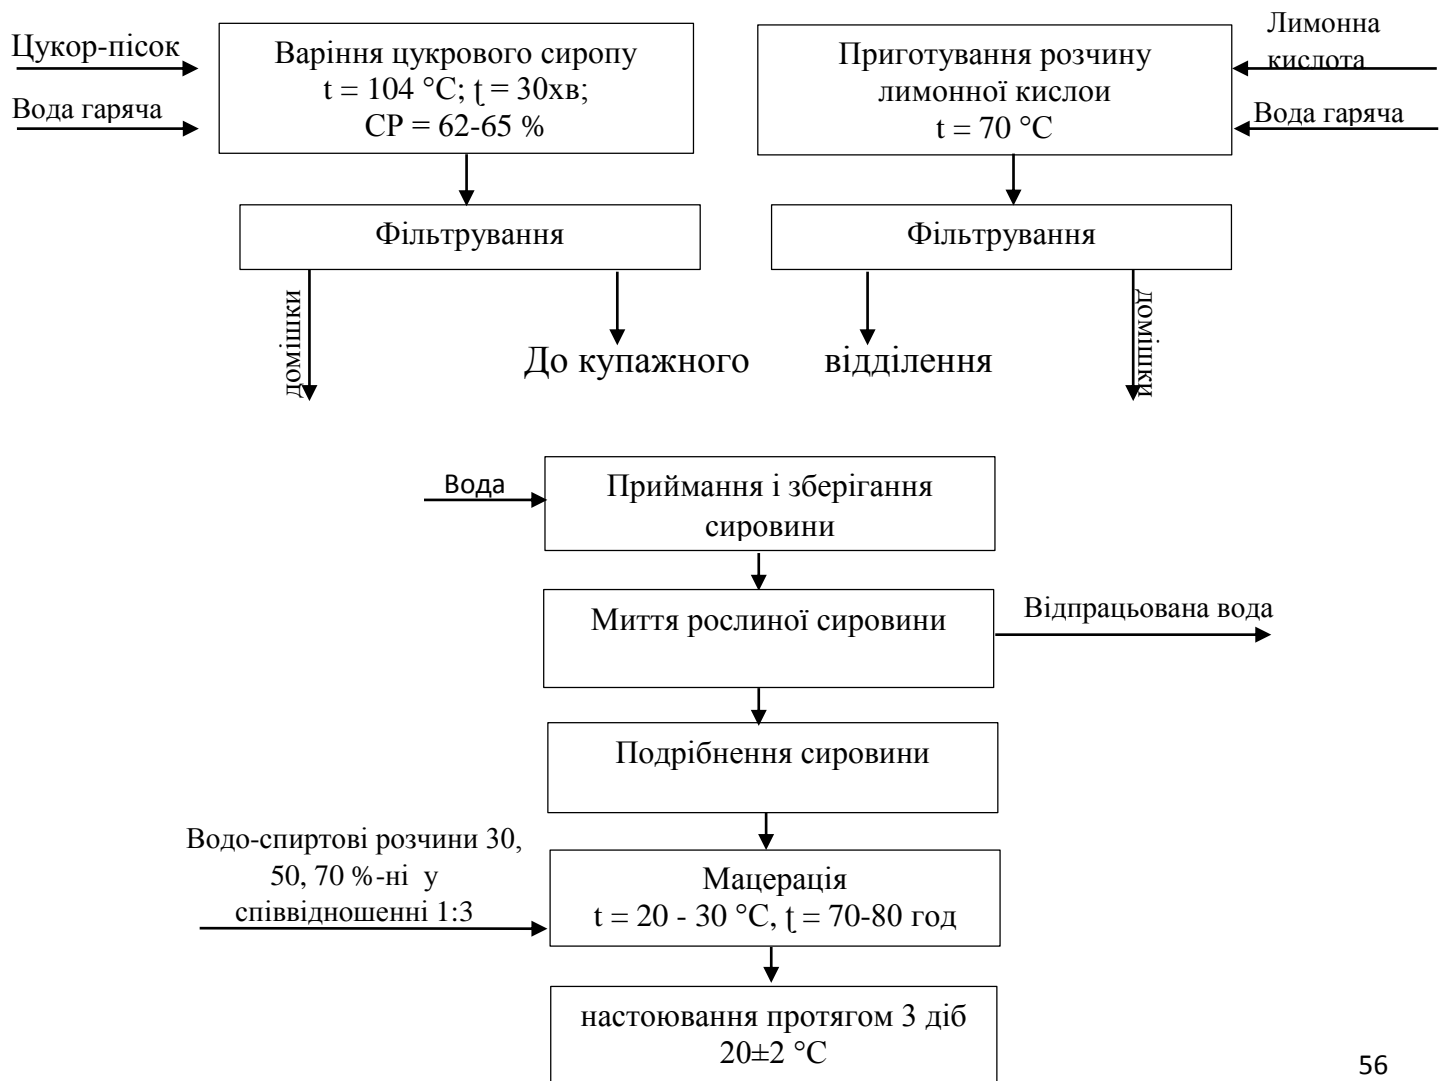 Цукор-пісок
Вода гаряча
Варіння цукрового сиропу
t = 104 °C; ƫ = 30хв;
СР = 62-65 %
Приготування розчину
лимонної кислои
t = 70 °C
Лимонна
кислота
Вода гаряча
Фільтрування
Фільтрування
домішки
До купажного
відділення
домішки
Вода
Приймання і зберігання
сировини
Миття рослиної сировини
Відпрацьована вода
Подрібнення сировини
Водо-спиртові розчини 30,
50, 70 %-ні у
співвідношенні 1:3
Мацерація
t = 20 - 30 °C, ƫ = 70-80 год
настоювання протягом 3 діб
20±2 °C
56